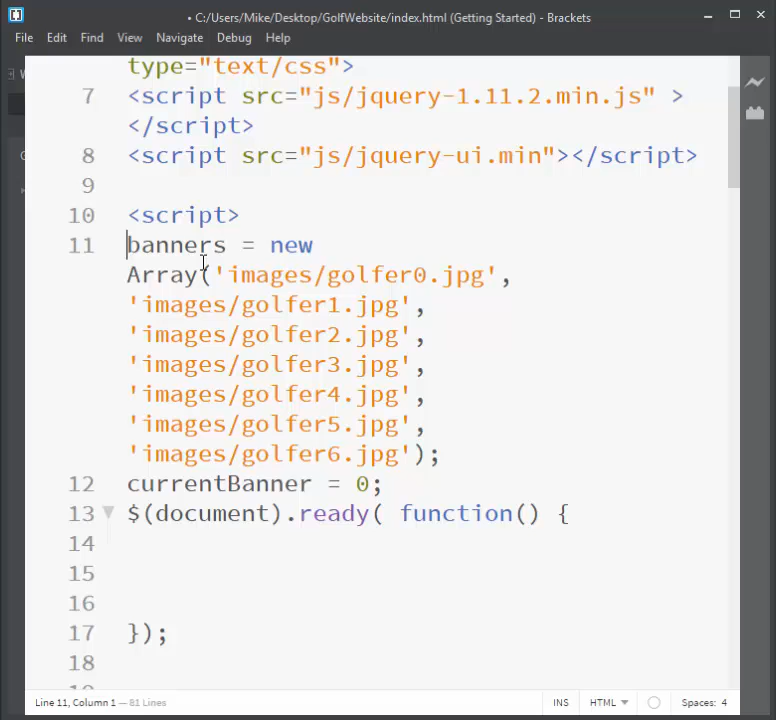 • C:/Users/Mike/Desktop/GolfWebsite/index.html (Getting Started) - Brackets
File Edit Find View Navigate Debug Help
type="text/css">
7 <script src="js/jquery-1.11.2.min.js" >
</script>
8 <script src="js/jquery-ui.min"></script>
9
10 <script>
11 banners = new
Array('images/golfer0.jpg',
'images/golfer1.jpg',
'images/golfer2.jpg',
'images/golfer3.jpg',
'images/golfer4.jpg',
'images/golfer5.jpg',
'images/golfer6.jpg');
12 currentBanner = 0;
13 $(document).ready( function() {
14
15
16
17 });
18
Line 11, Column 1 — 81 Lines INS HTML Spaces: 4